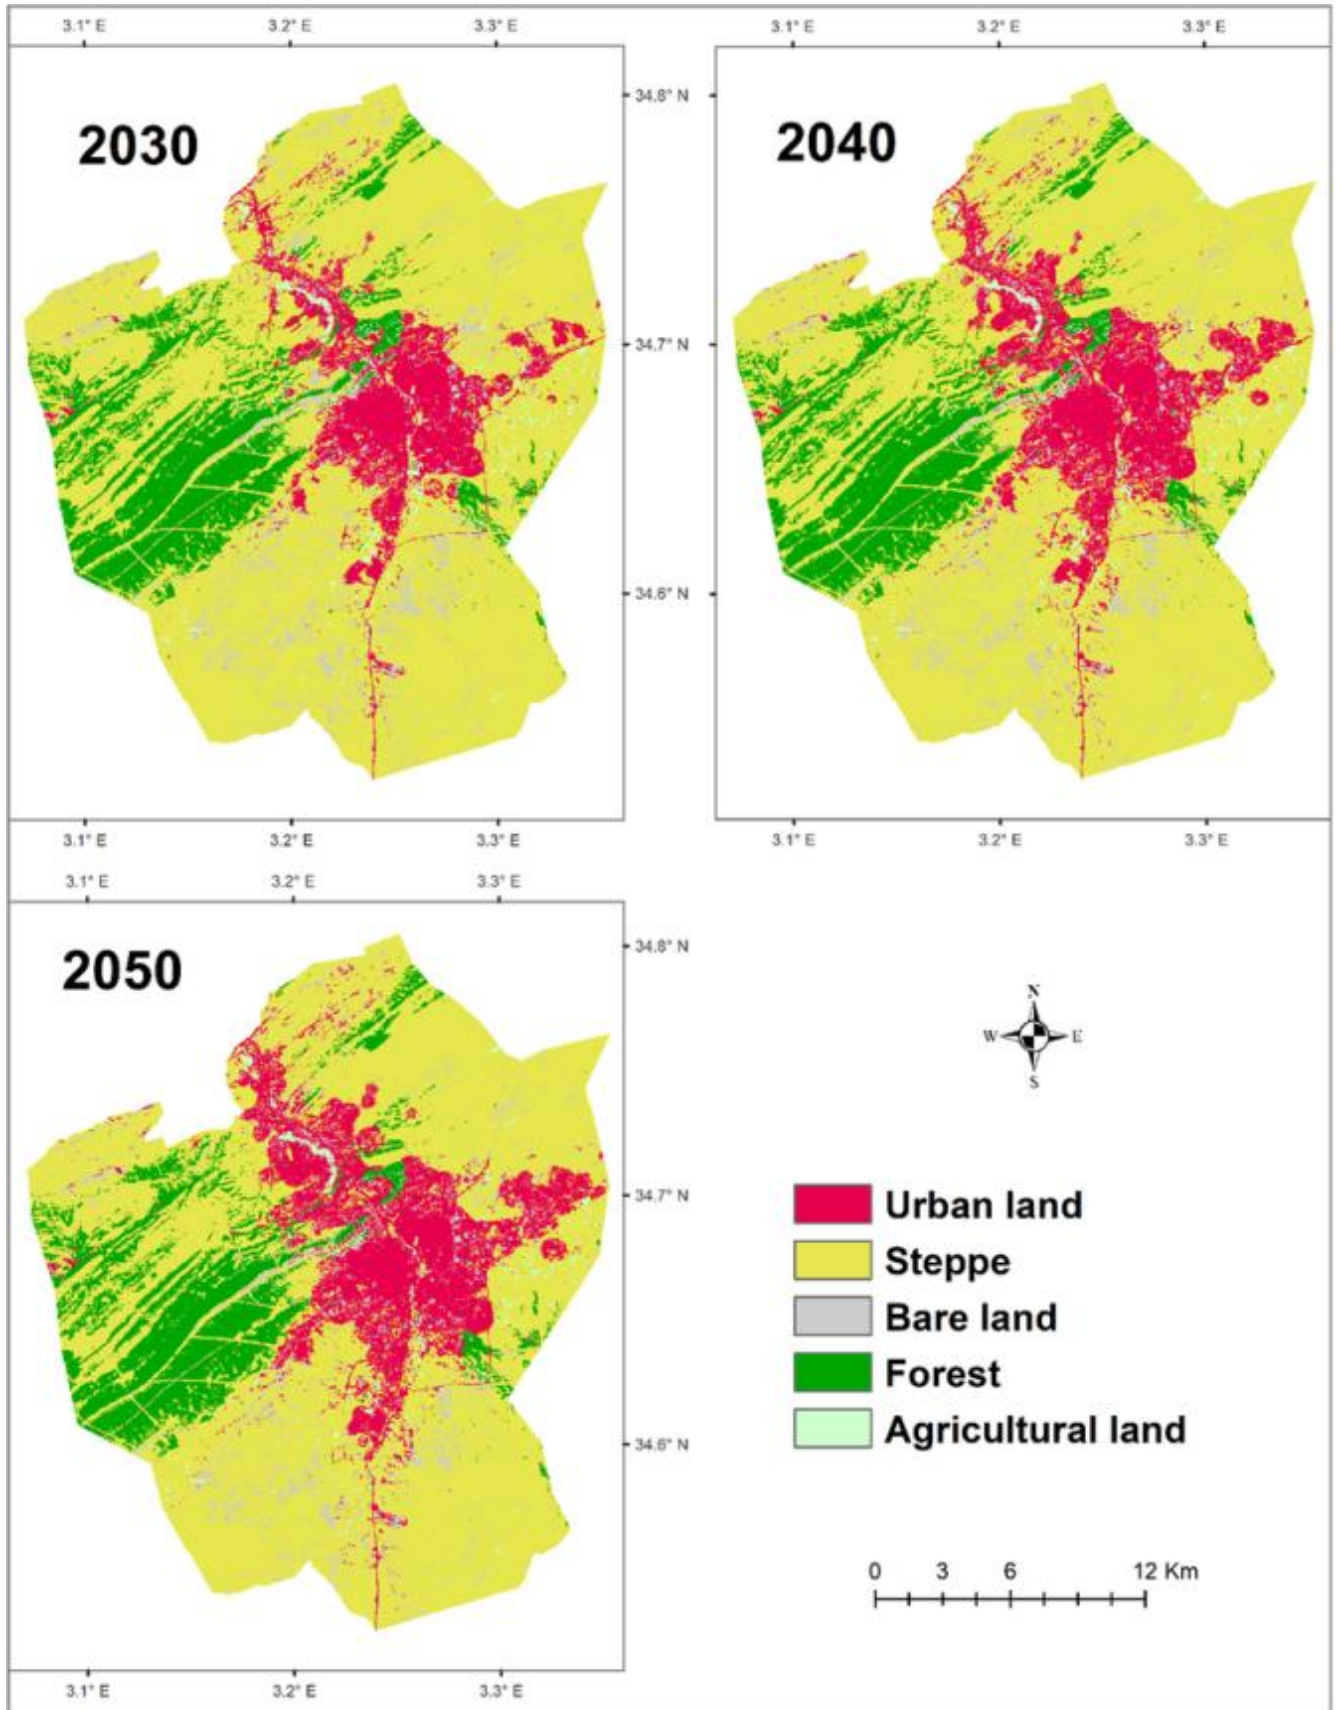 3.1° E 3.2° E 3.3° E 3.1° E 3.2° E 3.3° E
2030
34.8° N
2040
34.7° N
34.6° N
3.1° E 3.2° E 3.3° E 3.1° E 3.2° E 3.3° E
3.1° E 3.2° E 3.3° E
2050
34.8° N
34.7° N
34.6° N
3.1° E 3.2° E 3.3° E
N
W E
S
Urban land
Steppe
Bare land
Forest
Agricultural land
0 3 6 12 Km